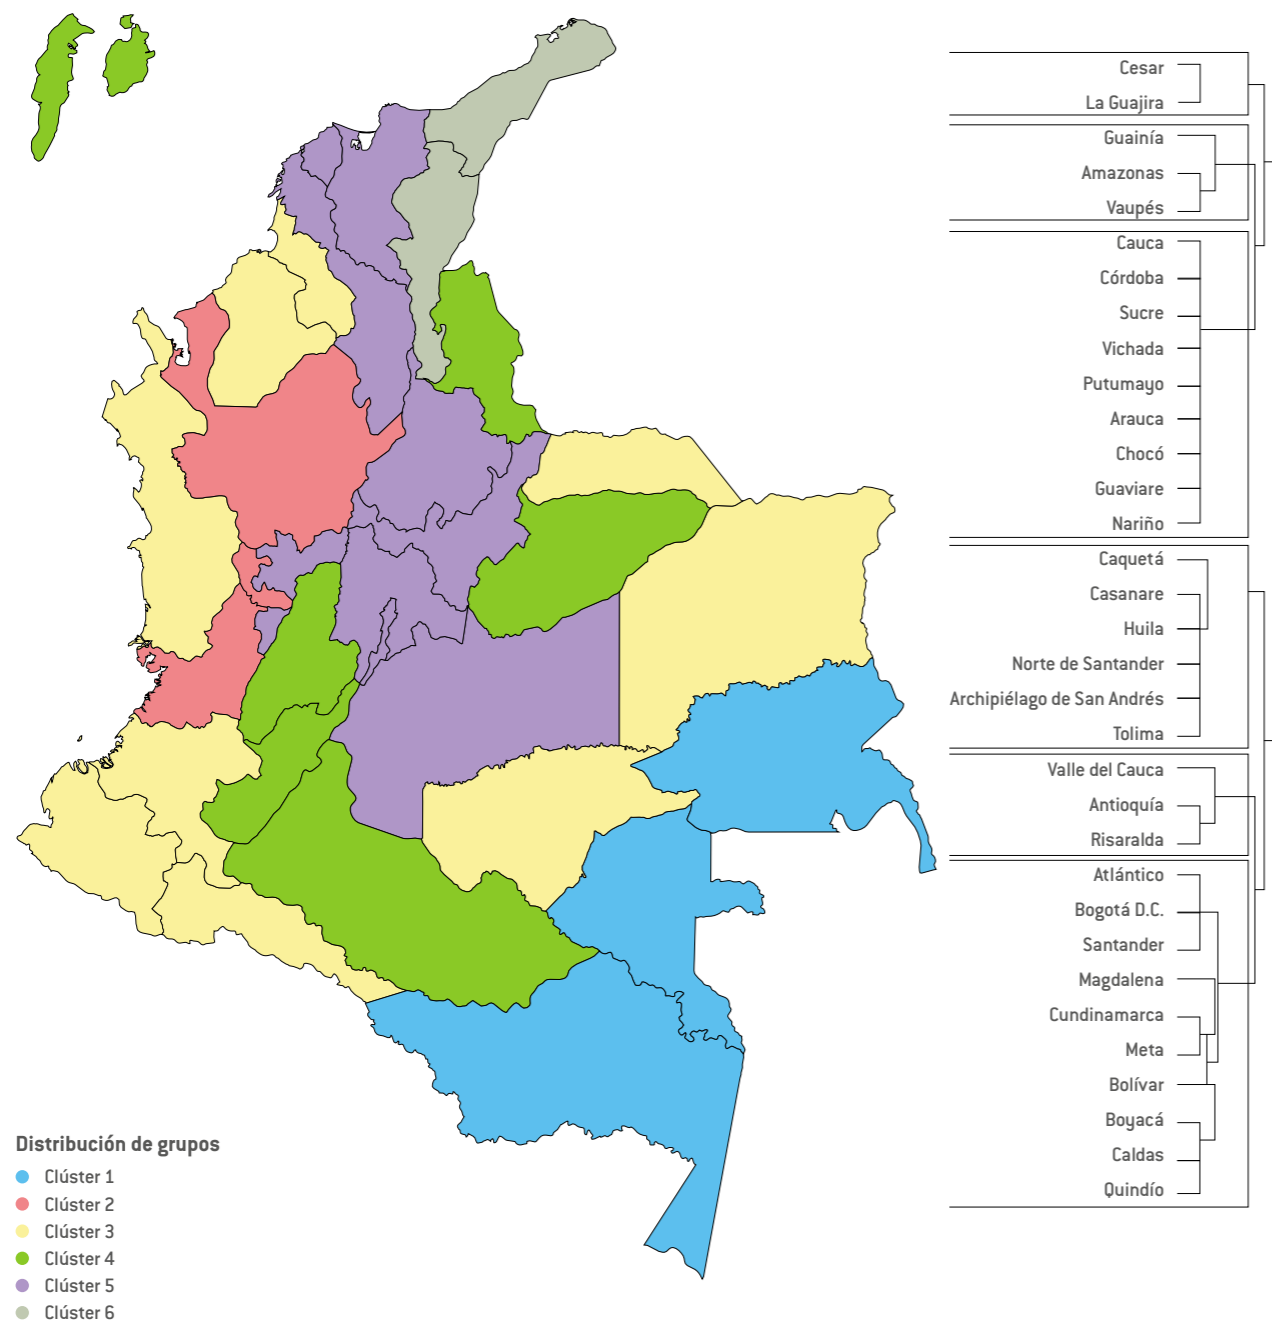 Cesar
La Guajira
Guainía
Amazonas
Vaupés
Cauca
Córdoba
Sucre
Vichada
Putumayo
Arauca
Chocó
Guaviare
Nariño
Caquetá
Casanare
Huila
Norte de Santander
Archipiélago de San Andrés
Tolima
Valle del Cauca
Antioquía
Risaralda
Atlántico
Bogotá D.C.
Santander
Magdalena
Cundinamarca
Meta
Bolívar
Boyacá
Caldas
Quindío
Distribución de grupos
Clúster 1
Clúster 2
Clúster 3
Clúster 4
Clúster 5
Clúster 6